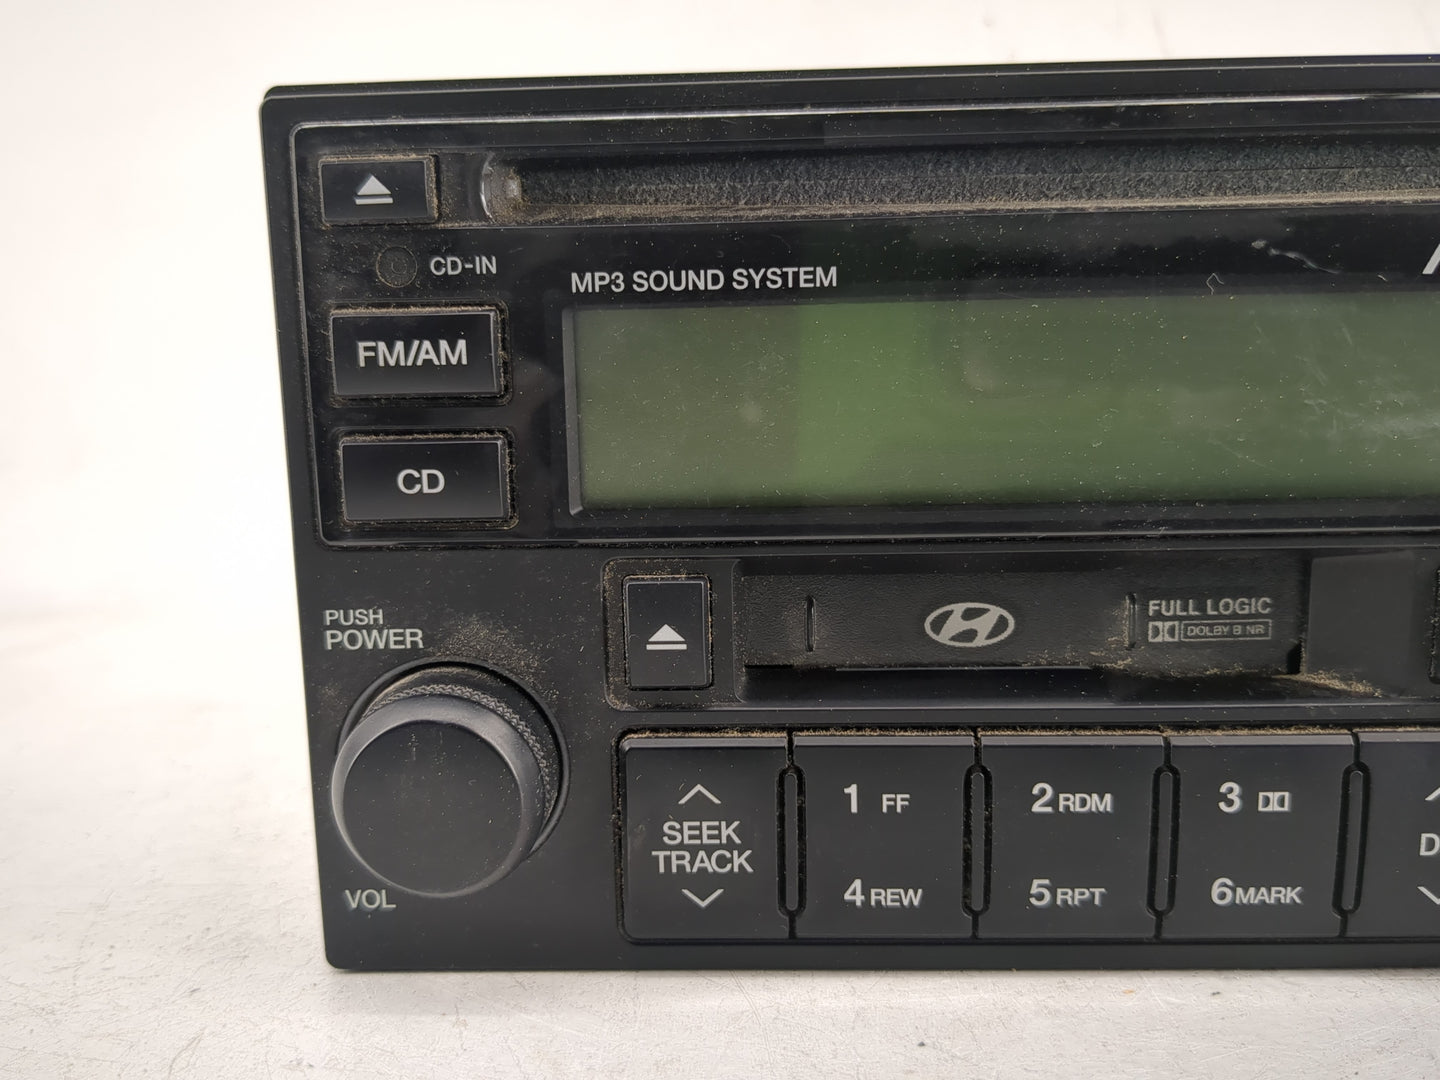 CD-IN
MP3 SOUND SYSTEM
FM/AM
CD
PUSH
POWER
FULL LOGIC
DOLBY B NR
VOL
SEEK
TRACK
1 FF
4 REW
2 RDM
5 RPT
3
6 MARK